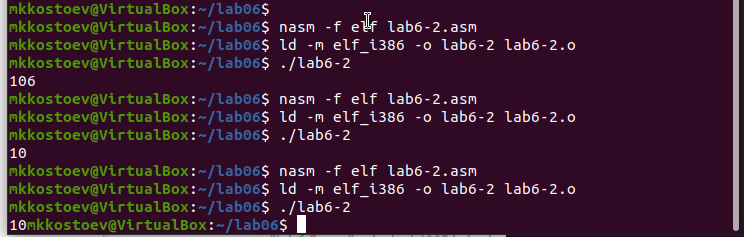 mkkostoev@VirtualBox:~/lab06$
mkkostoev@VirtualBox:~/lab06$ nasm -f elf lab6-2.asm
mkkostoev@VirtualBox:~/lab06$ ld -m elf_i386 -o lab6-2 lab6-2.o
mkkostoev@VirtualBox:~/lab06$ ./lab6-2
106
mkkostoev@VirtualBox:~/lab06$ nasm -f elf lab6-2.asm
mkkostoev@VirtualBox:~/lab06$ ld -m elf_i386 -o lab6-2 lab6-2.o
mkkostoev@VirtualBox:~/lab06$ ./lab6-2
10
mkkostoev@VirtualBox:~/lab06$ nasm -f elf lab6-2.asm
mkkostoev@VirtualBox:~/lab06$ ld -m elf_i386 -o lab6-2 lab6-2.o
mkkostoev@VirtualBox:~/lab06$ ./lab6-2
10mkkostoev@VirtualBox:~/lab06$